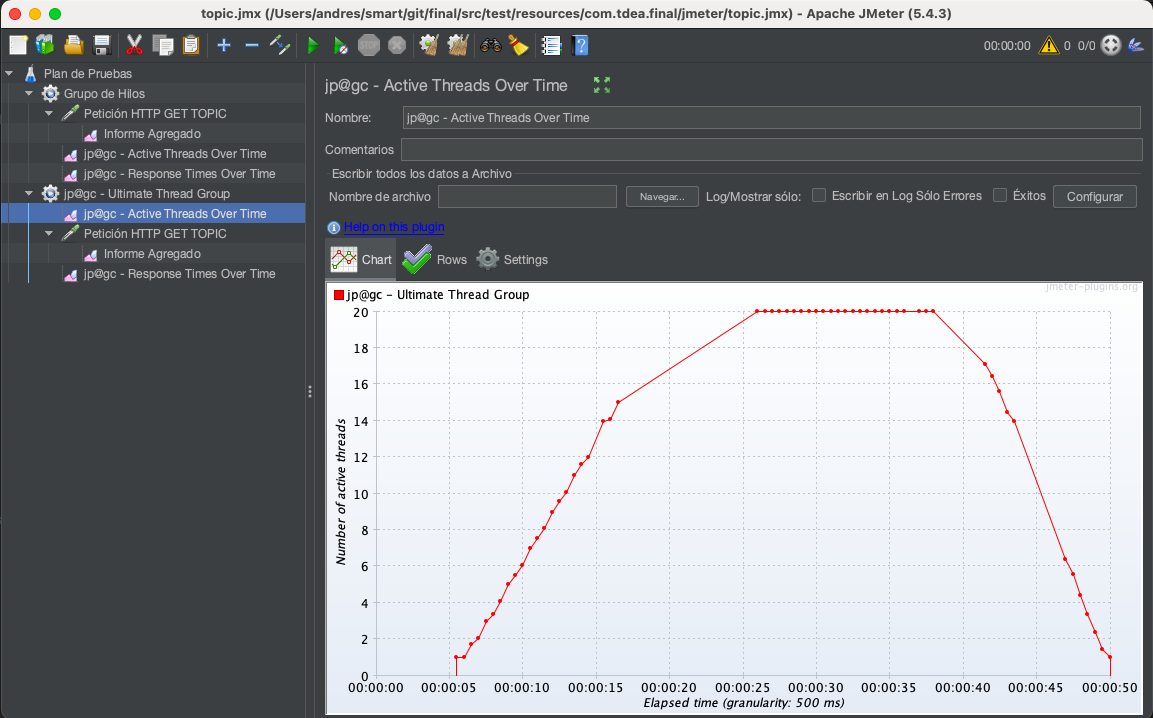 topic.jmx (/Users/andres/smart/git/final/src/test/resources/com.tdea.final/jmeter/topic.jmx) - Apache JMeter (5.4.3)
STOP
00:00:00 0 0/0
Plan de Pruebas
Grupo de Hilos
Petición HTTP GET TOPIC
Informe Agregado
jp@gc - Active Threads Over Time
jp@gc - Response Times Over Time
jp@gc - Ultimate Thread Group
jp@gc - Active Threads Over Time
Petición HTTP GET TOPIC
Informe Agregado
jp@gc - Response Times Over Time
jp@gc - Active Threads Over Time
Nombre: jp@gc - Active Threads Over Time
Comentarios
Escribir todos los datos a Archivo
Nombre de archivo Navegar... Log/Mostrar sólo: Escribir en Log Sólo Errores Éxitos Configurar
Help on this plugin
Chart Rows Settings
jmeter-plugins.org
jp@gc - Ultimate Thread Group
20
18
16
14
12
10
8
6
4
2
0
Number of active threads
00:00:00 00:00:05 00:00:10 00:00:15 00:00:20 00:00:25 00:00:30 00:00:35 00:00:40 00:00:45 00:00:50
Elapsed time (granularity: 500 ms)